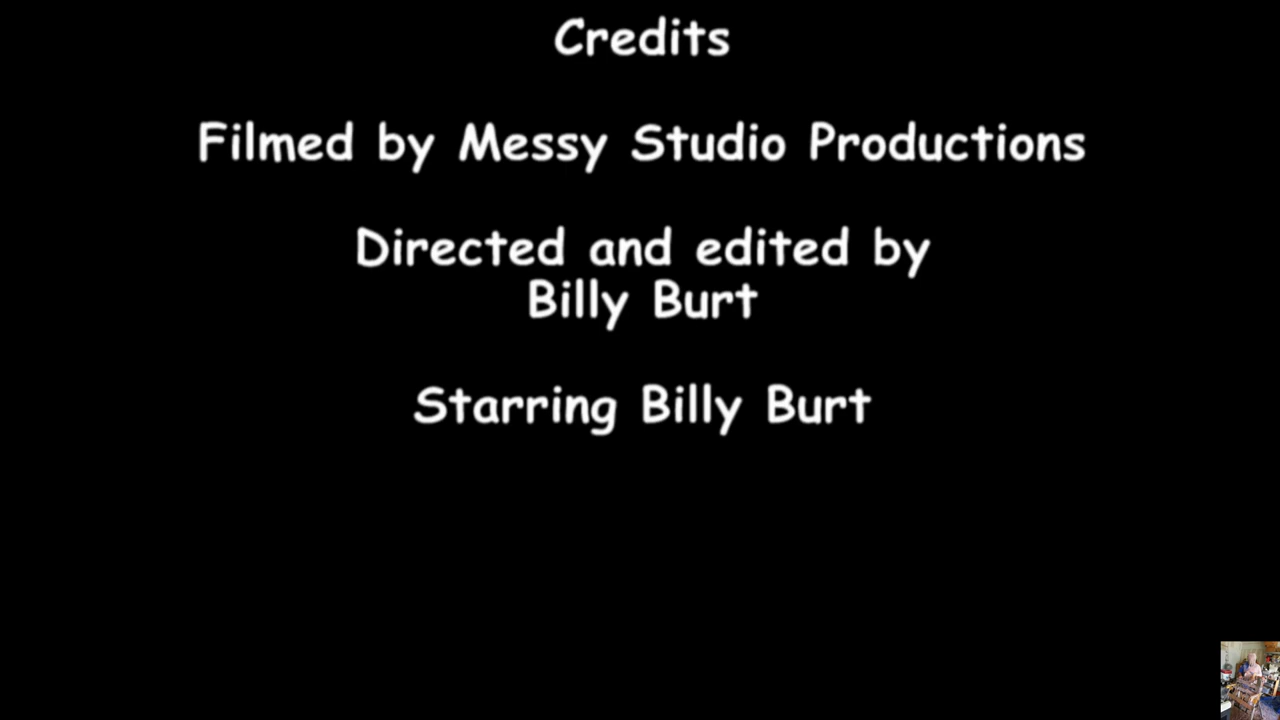 Credits
Filmed by Messy Studio Productions
Directed and edited by
Billy Burt
Starring Billy Burt